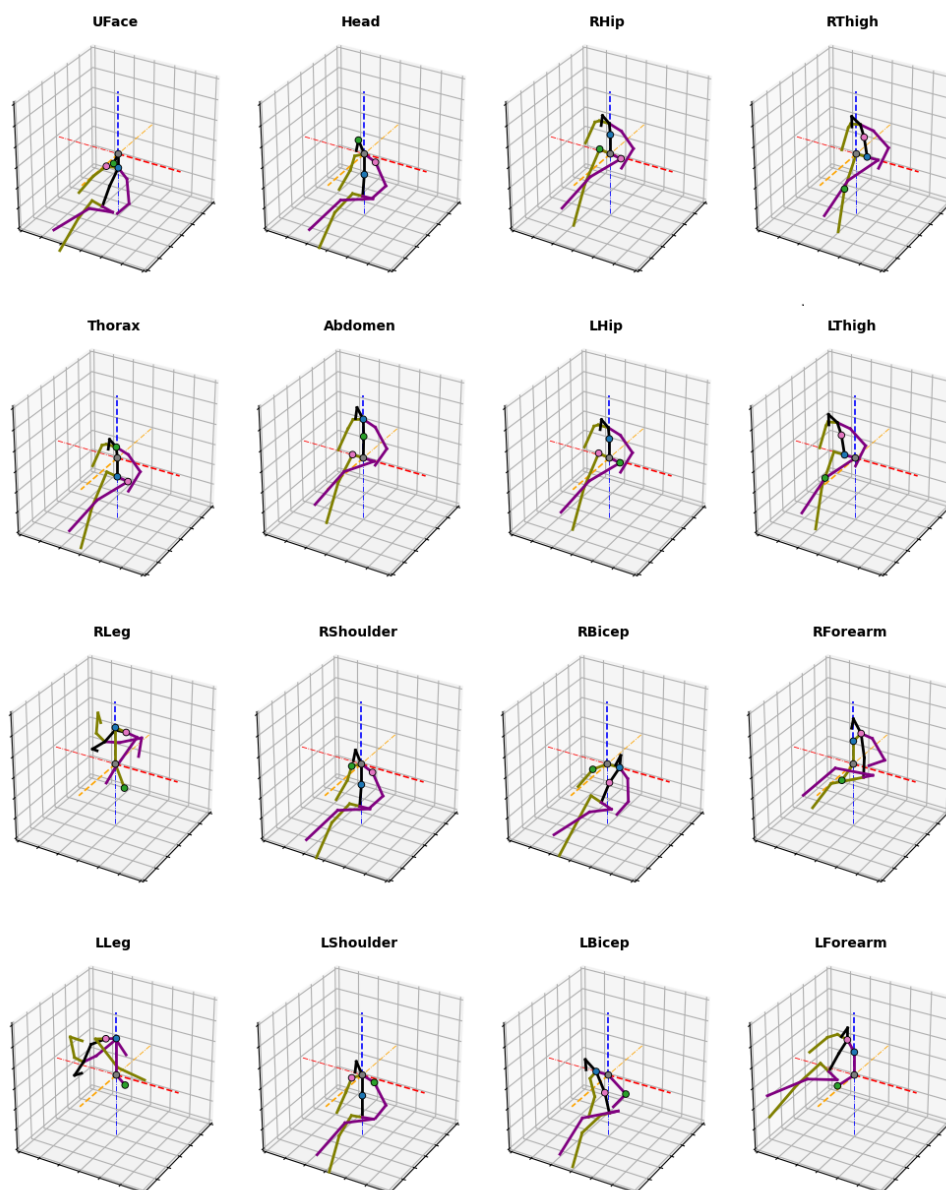 UFace Head RHip RThigh
Thorax Abdomen LHip LThigh
RLeg RShoulder RBicep RForearm
LLeg LShoulder LBicep LForearm